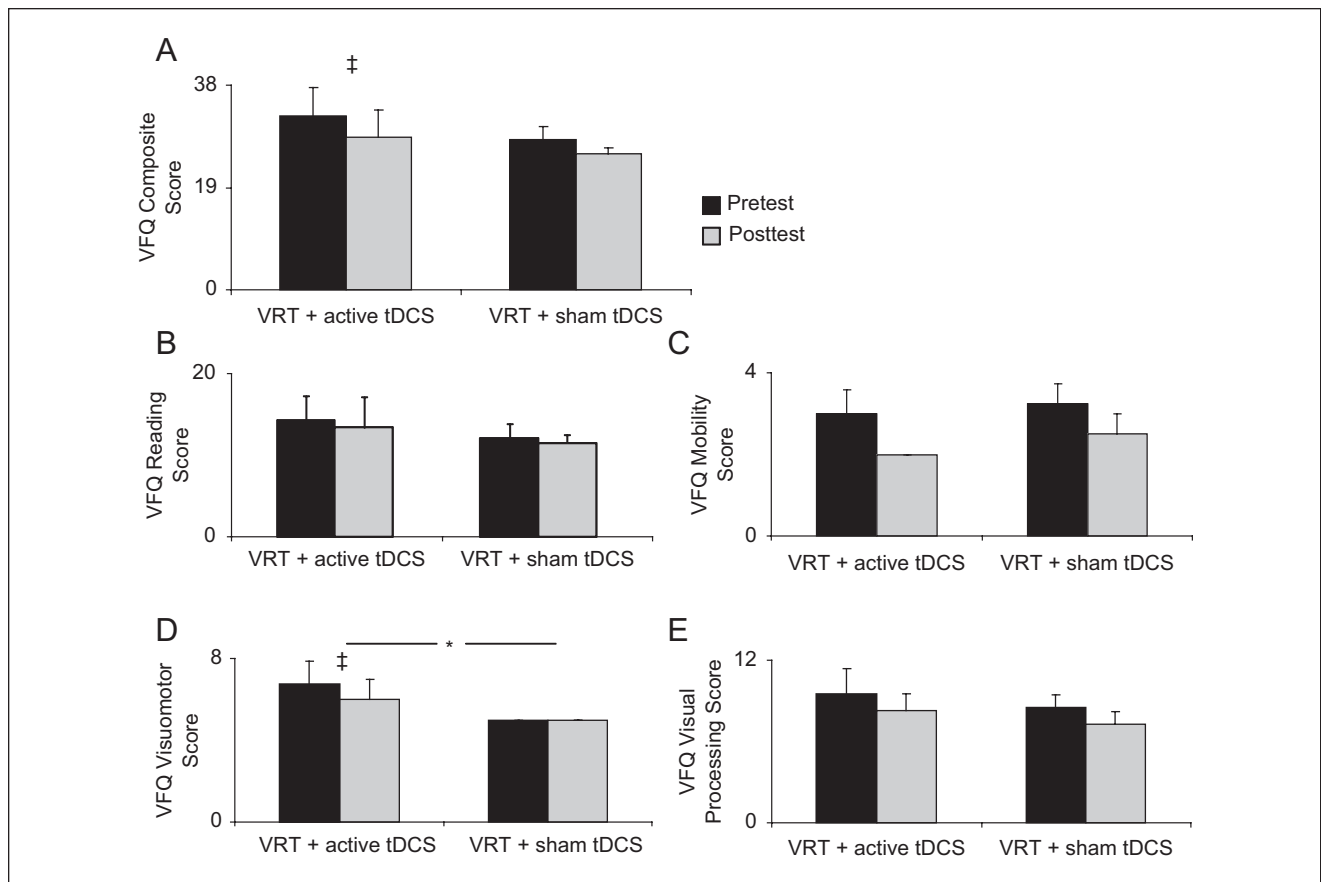 A
‡
38
19
0
VFQ Composite
Score
VRT + active tDCS
VRT + sham tDCS
Pretest
Posttest
B
20
0
VFQ Reading
Score
VRT + active tDCS
VRT + sham tDCS
C
4
0
VFQ Mobility
Score
VRT + active tDCS
VRT + sham tDCS
D
*
‡
8
0
VFQ Visuomotor
Score
VRT + active tDCS
VRT + sham tDCS
E
12
0
VFQ Visual
Processing Score
VRT + active tDCS
VRT + sham tDCS